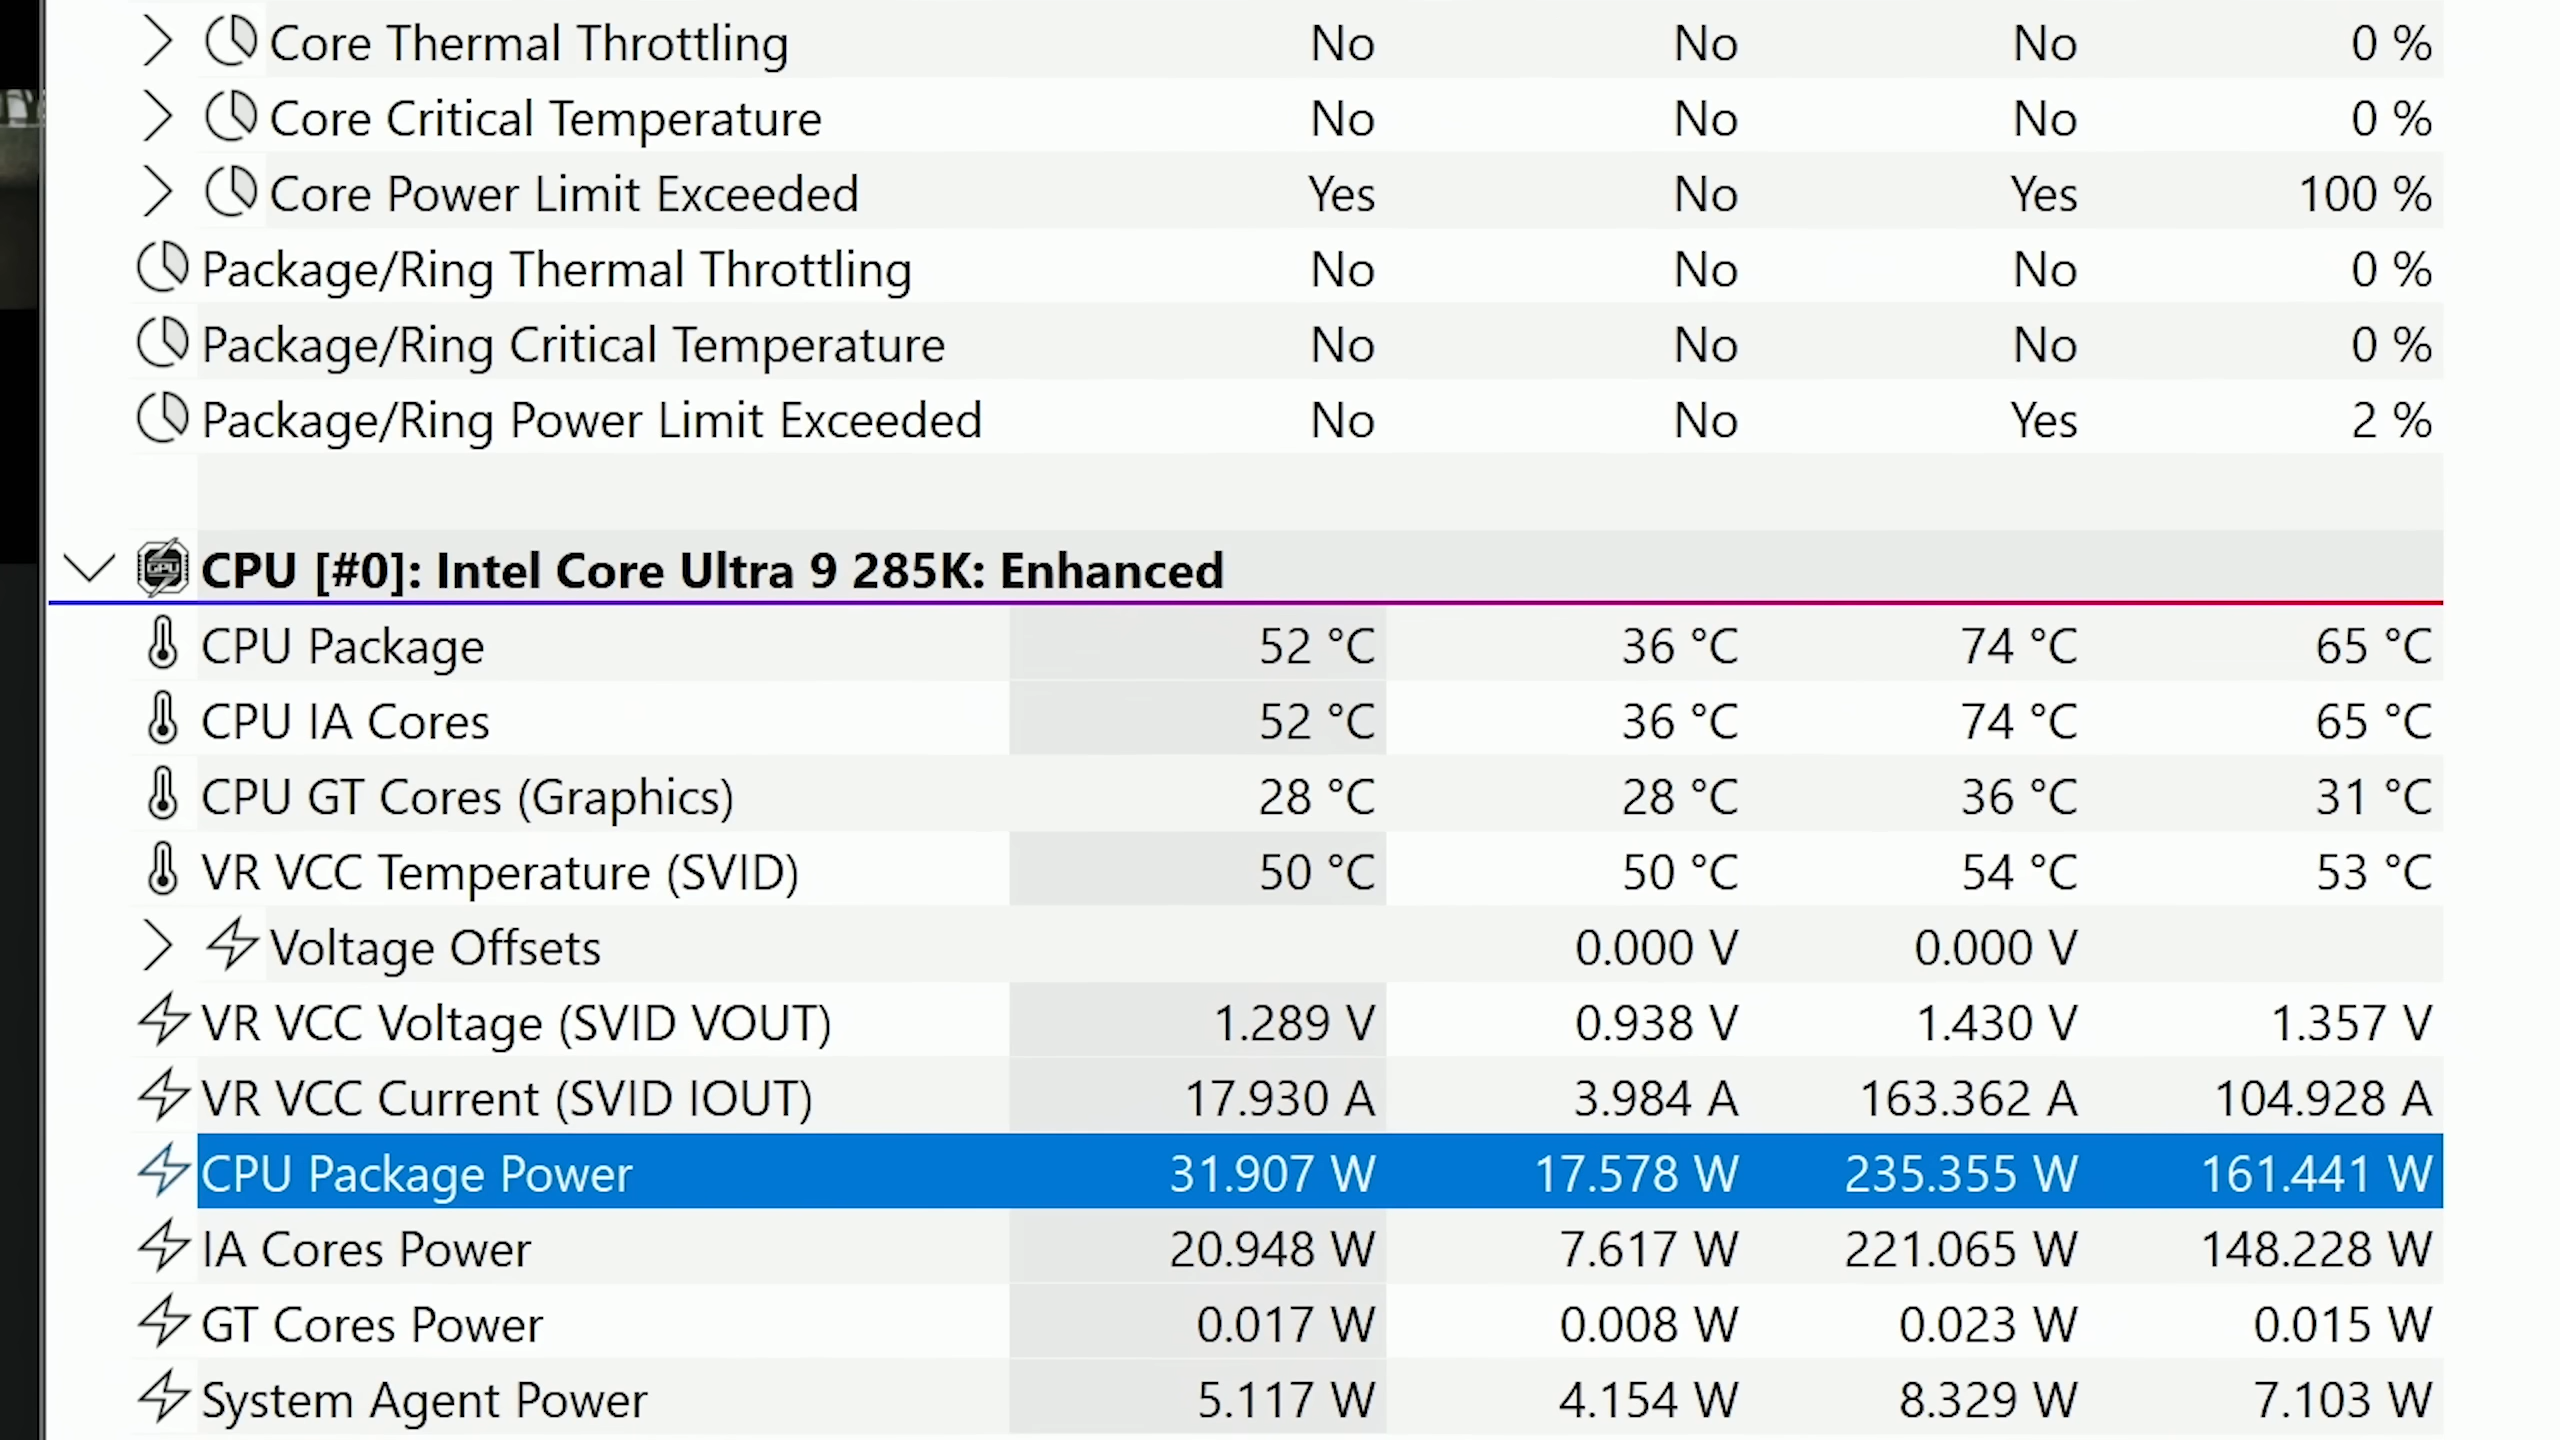 Core Thermal Throttling No No No 0 %
Core Critical Temperature No No No 0 %
Core Power Limit Exceeded Yes No Yes 100 %
Package/Ring Thermal Throttling No No No 0 %
Package/Ring Critical Temperature No No No 0 %
Package/Ring Power Limit Exceeded No No Yes 2 %
CPU [#0]: Intel Core Ultra 9 285K: Enhanced
CPU Package 52 °C 36 °C 74 °C 65 °C
CPU IA Cores 52 °C 36 °C 74 °C 65 °C
CPU GT Cores (Graphics) 28 °C 28 °C 36 °C 31 °C
VR VCC Temperature (SVID) 50 °C 50 °C 54 °C 53 °C
Voltage Offsets 0.000 V 0.000 V
VR VCC Voltage (SVID VOUT) 1.289 V 0.938 V 1.430 V 1.357 V
VR VCC Current (SVID IOUT) 17.930 A 3.984 A 163.362 A 104.928 A
CPU Package Power 31.907 W 17.578 W 235.355 W 161.441 W
IA Cores Power 20.948 W 7.617 W 221.065 W 148.228 W
GT Cores Power 0.017 W 0.008 W 0.023 W 0.015 W
System Agent Power 5.117 W 4.154 W 8.329 W 7.103 W